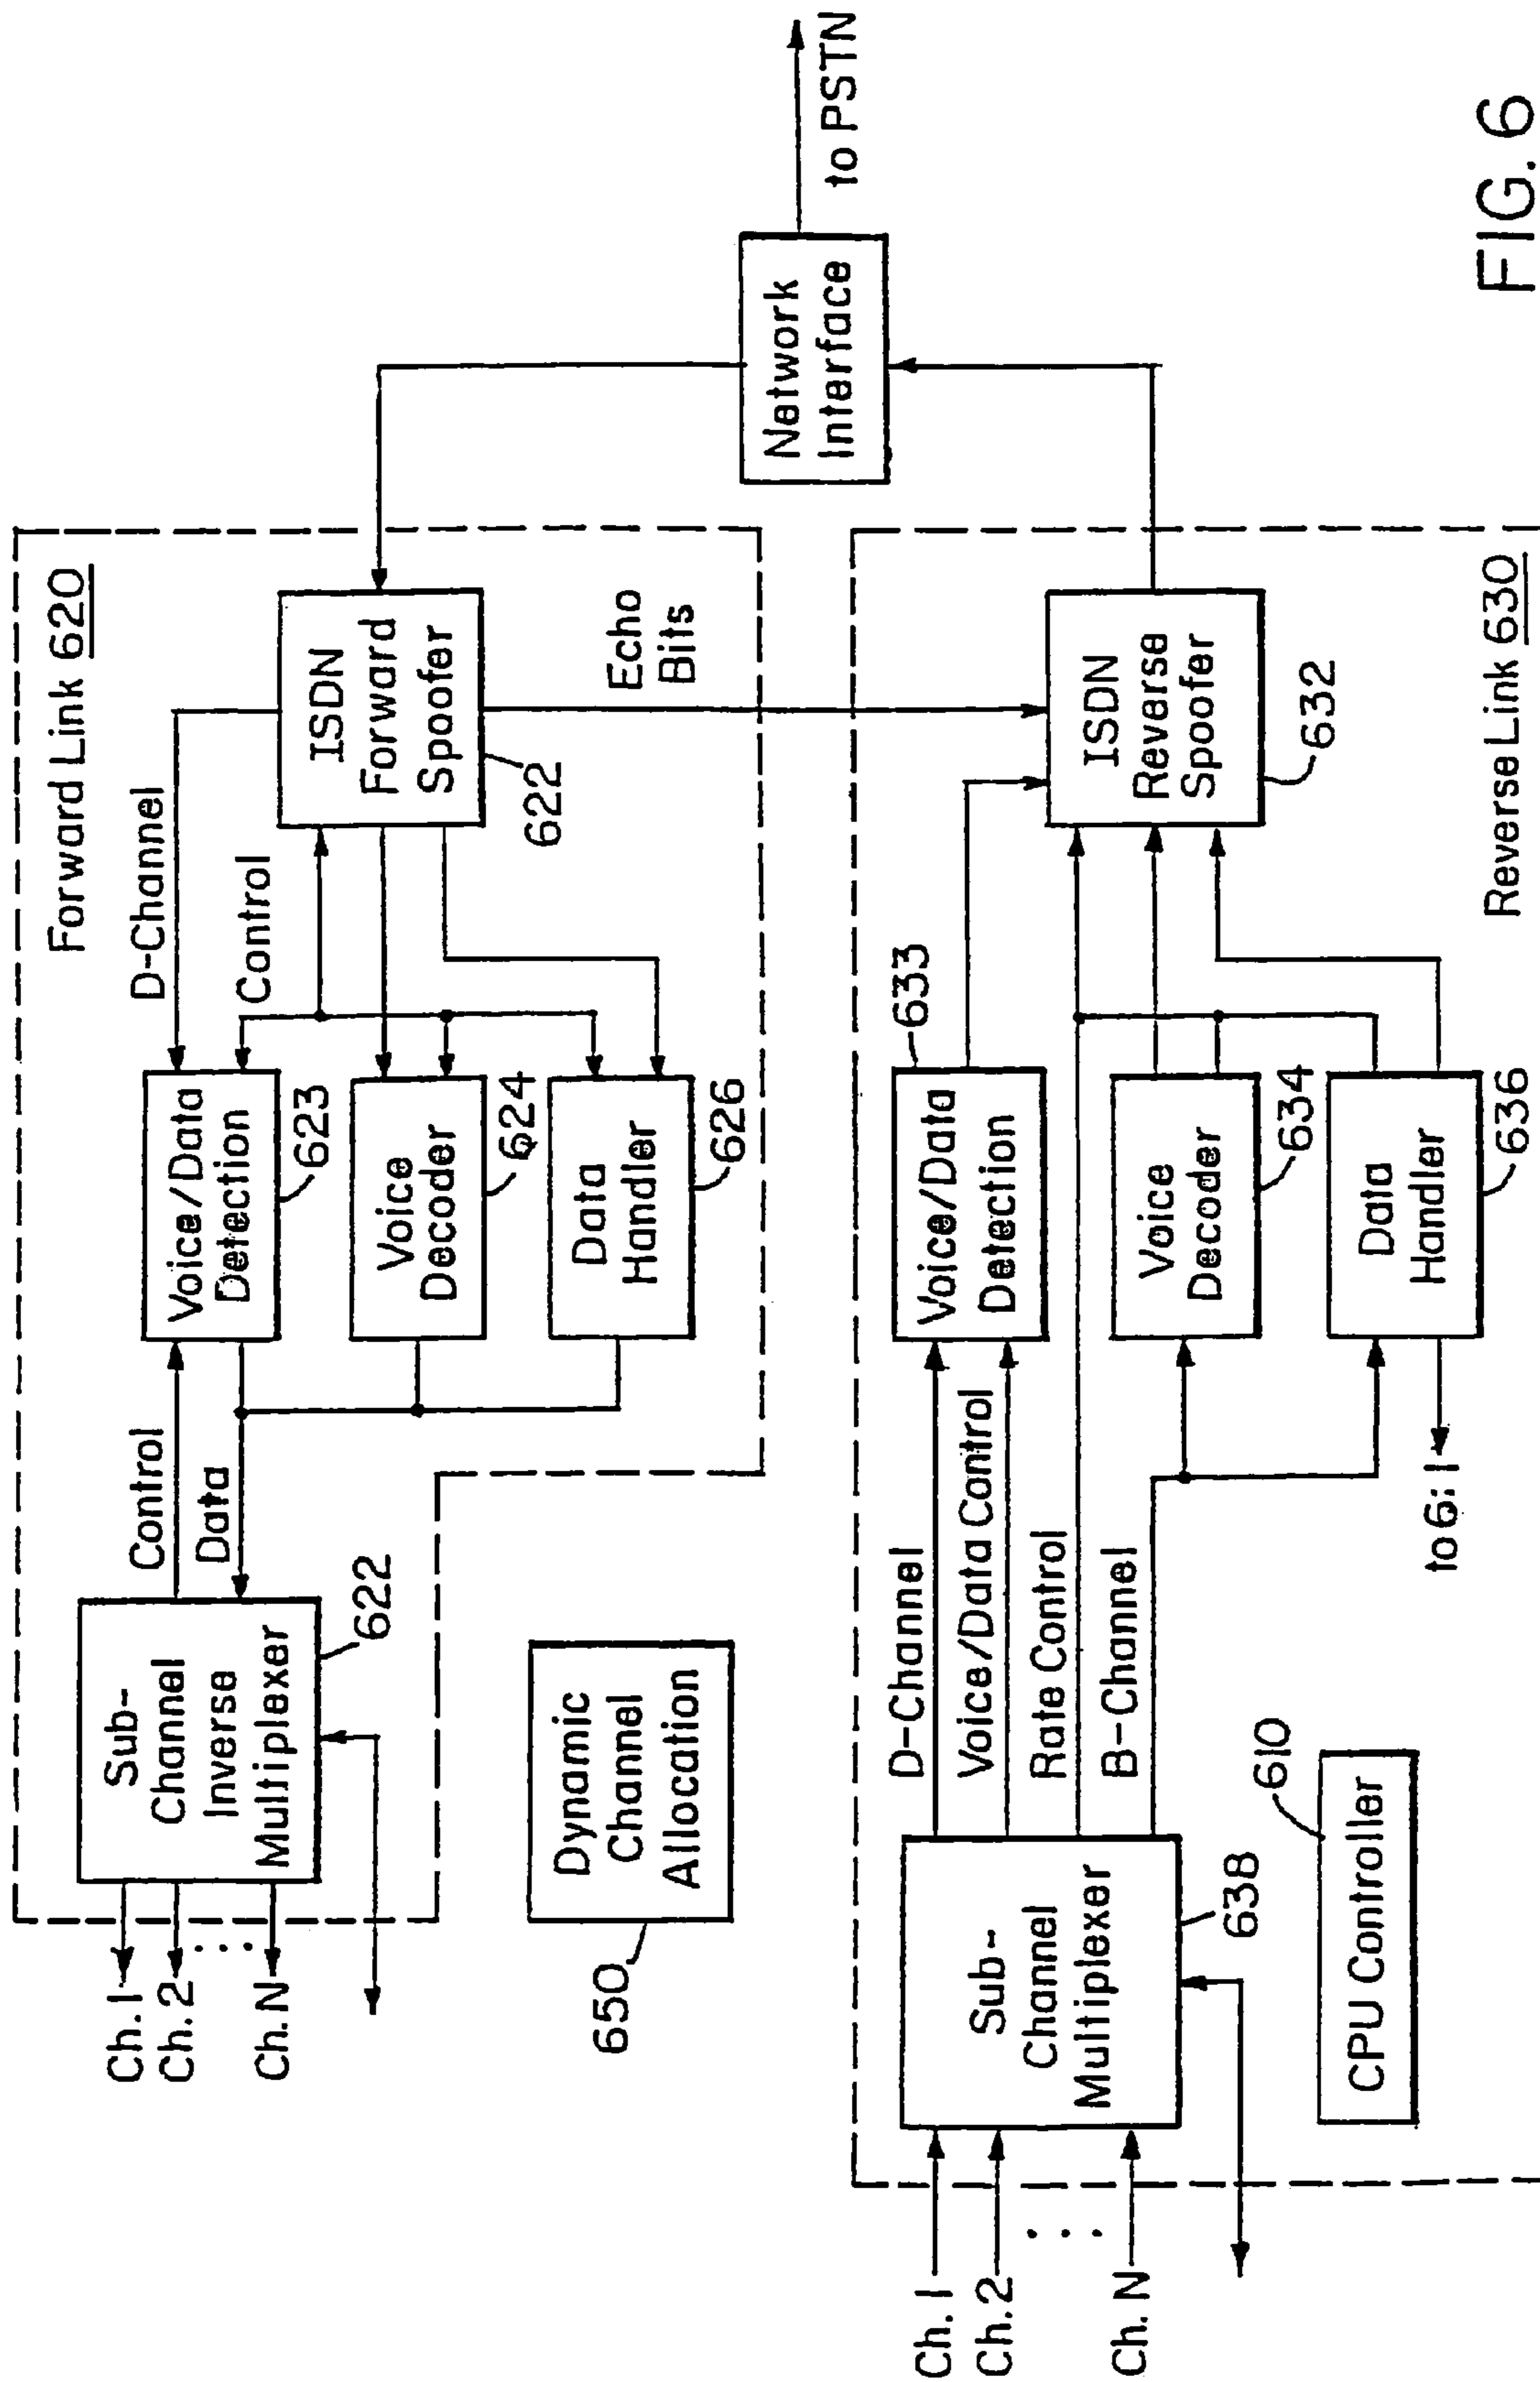 Forward Link 620
D-Channel
Control
Control
Data
Sub-
Channel
Inverse
Multiplexer
622
Ch. 1
Ch. 2
Ch. N
Voice/Data
Detection
623
Voice
Decoder
624
Data
Handler
626
ISDN
Forward
Spoofer
622
Echo
Bits
Dynamic
Channel
Allocation
650
Network
Interface
to PSTN
Ch. 1
Ch. 2
Ch. N
Sub-
Channel
Multiplexer
638
D-Channel
Voice/Data Control
Rate Control
B-Channel
Voice/Data
Detection
633
Voice
Decoder
634
Data
Handler
636
to 6:1
ISDN
Reverse
Spoofer
632
CPU Controller
610
Reverse Link 630
FIG. 6